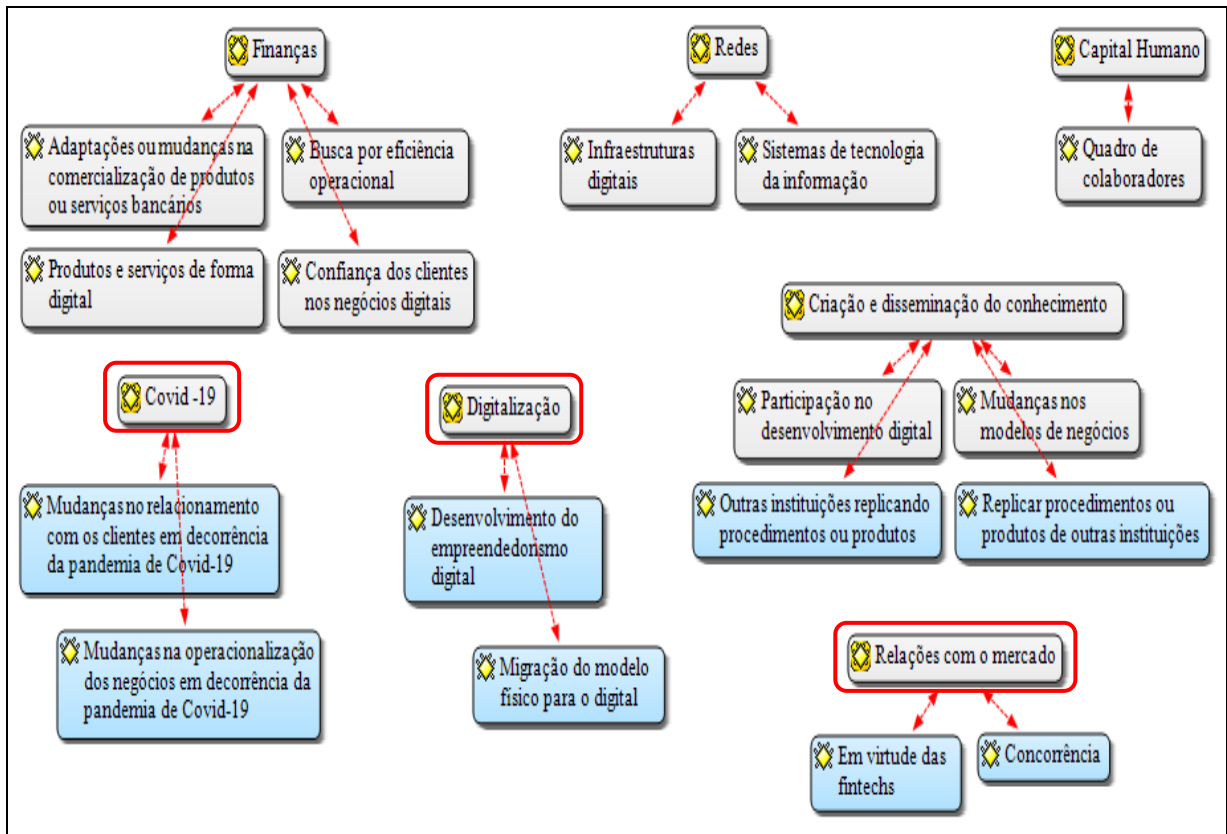 Finanças
Redes
Capital Humano
Adaptações ou mudanças na
comercialização de produtos
ou serviços bancários
Busca por eficiência
operacional
Infraestruturas
digitais
Sistemas de tecnologia
da informação
Quadro de
colaboradores
Produtos e serviços de forma
digital
Confiança dos clientes
nos negócios digitais
Criação e disseminação do conhecimento
Covid -19
Digitalização
Participação no
desenvolvimento digital
Mudanças nos
modelos de negócios
Mudanças no relacionamento
com os clientes em decorrência
da pandemia de Covid-19
Desenvolvimento do
empreendedorismo
digital
Outras instituições replicando
procedimentos ou produtos
Replicar procedimentos ou
produtos de outras instituições
Mudanças na operacionalização
dos negócios em decorrência da
pandemia de Covid-19
Migração do modelo
físico para o digital
Relações com o mercado
Em virtude das
fintechs
Concorrência